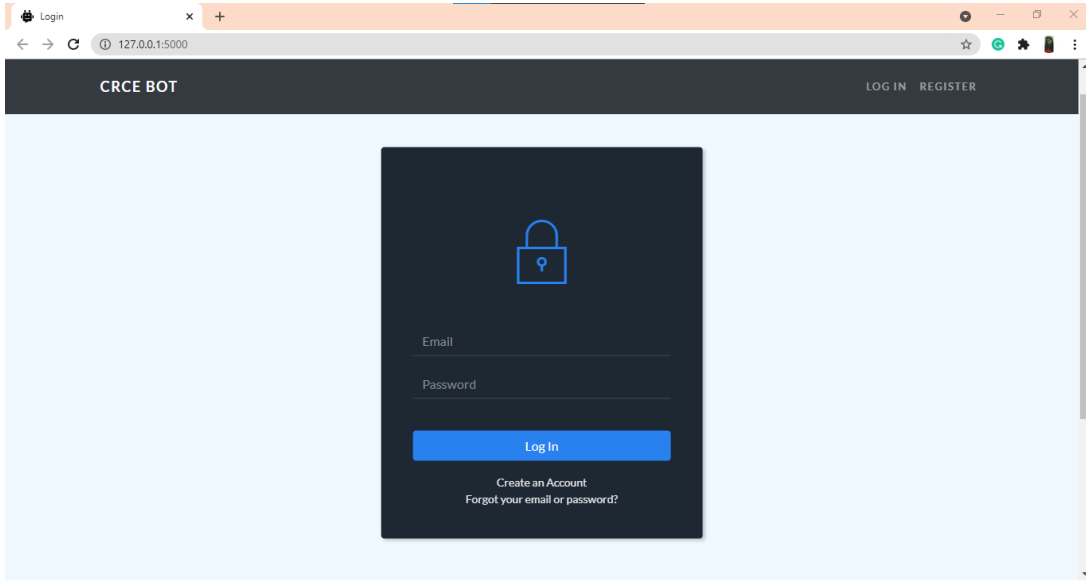 Login
127.0.0.1:5000
CRCE BOT
LOG IN REGISTER
Email
Password
Log In
Create an Account
Forgot your email or password?